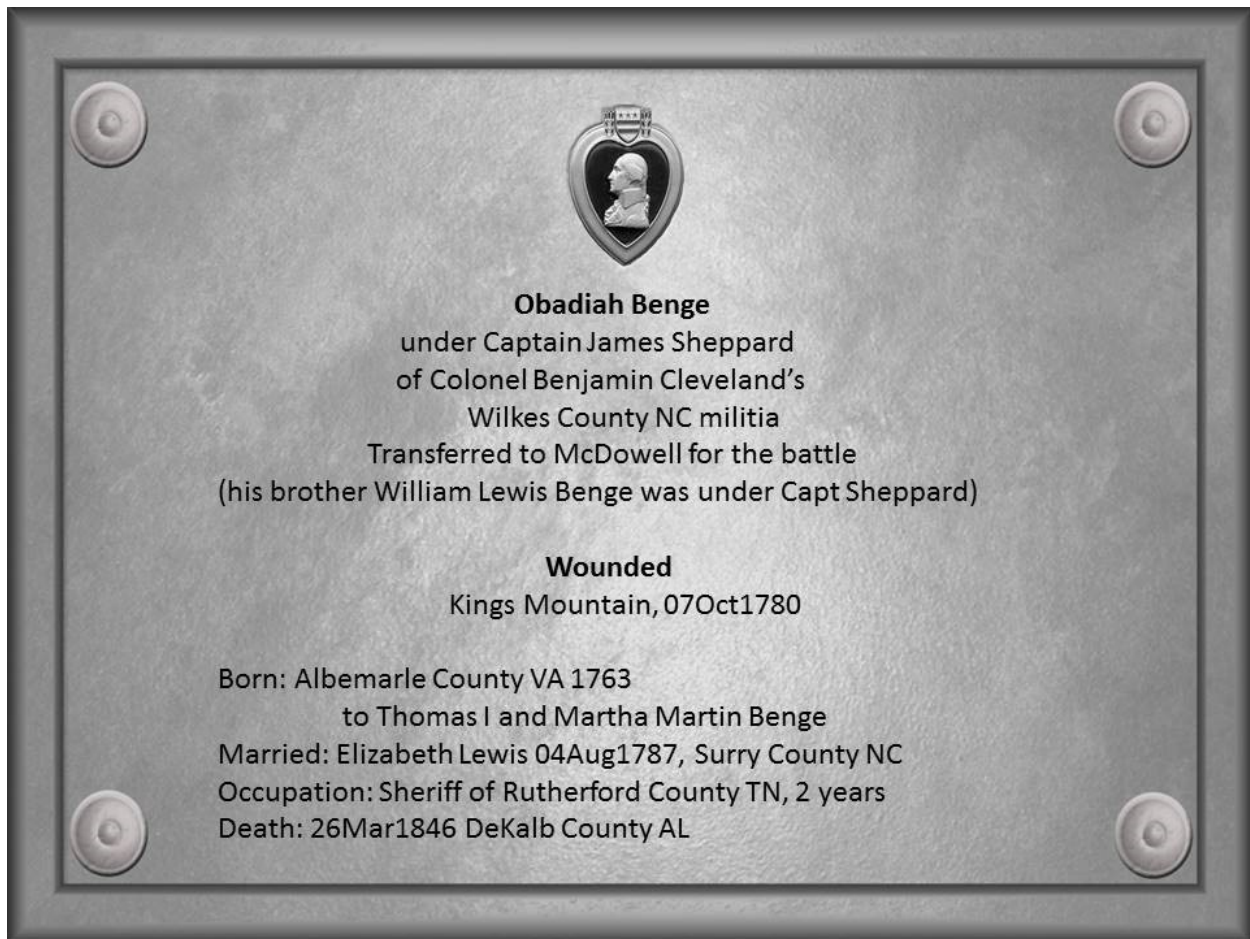 Obadiah Benge
under Captain James Sheppard
of Colonel Benjamin Cleveland's
Wilkes County NC militia
Transferred to McDowell for the battle
(his brother William Lewis Benge was under Capt Sheppard)
Wounded
Kings Mountain, 07Oct1780
Born: Albemarle County VA 1763
to Thomas I and Martha Martin Benge
Married: Elizabeth Lewis 04Aug1787, Surry County NC
Occupation: Sheriff of Rutherford County TN, 2 years
Death: 26Mar1846 DeKalb County AL